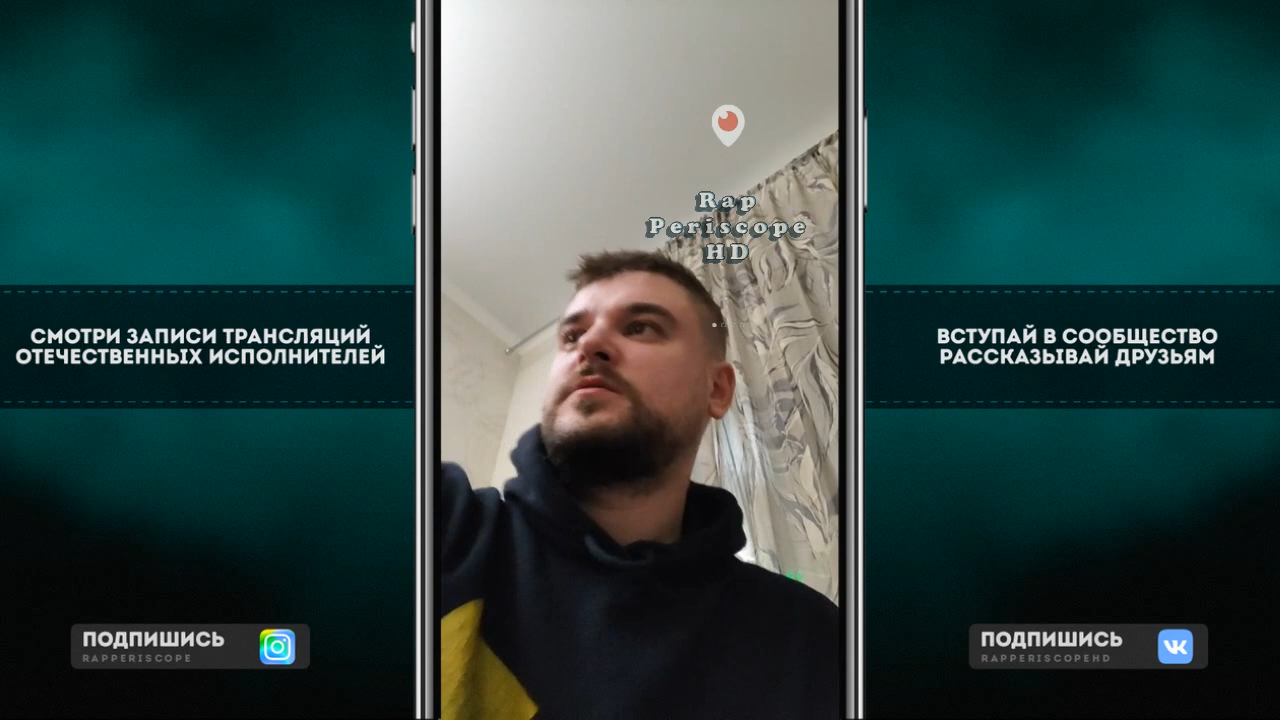 Rap
Periscope
HD
СМОТРИ ЗАПИСИ ТРАНСЛЯЦИЙ
ОТЕЧЕСТВЕННЫХ ИСПОЛНИТЕЛЕЙ
ВСТУПАЙ В СООБЩЕСТВО
РАССКАЗЫВАЙ ДРУЗЬЯМ
ПОДПИШИСЬ
RAPPERISCOPE
ПОДПИШИСЬ
RAPPERISCOPEHD